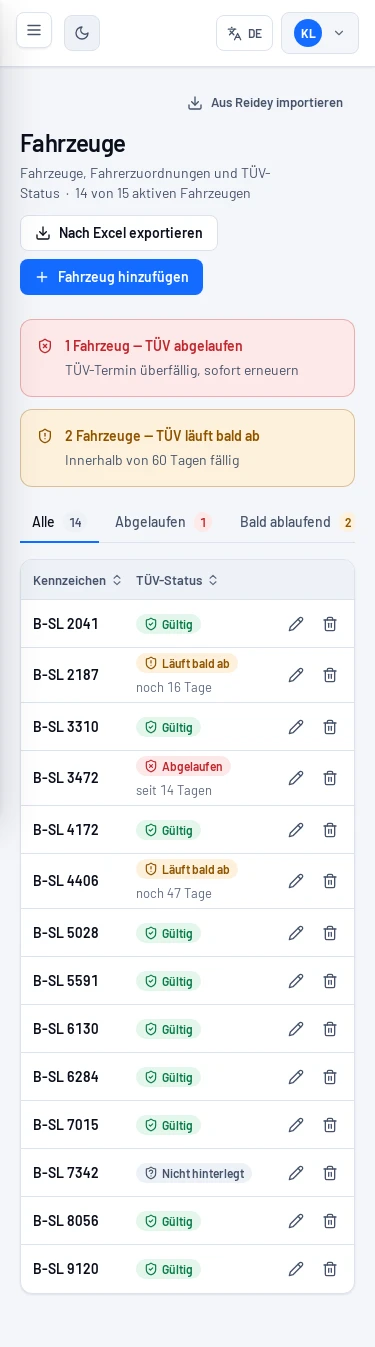 DE
KL
Aus Reidey importieren
Fahrzeuge
Fahrzeuge, Fahrerzuordnungen und TÜV-
Status · 14 von 15 aktiven Fahrzeugen
Nach Excel exportieren
Fahrzeug hinzufügen
1 Fahrzeug — TÜV abgelaufen
TÜV-Termin überfällig, sofort erneuern
2 Fahrzeuge — TÜV läuft bald ab
Innerhalb von 60 Tagen fällig
Alle 14 Abgelaufen 1 Bald ablaufend 2
Kennzeichen TÜV-Status
B-SL 2041 Gültig
B-SL 2187 Läuft bald ab
noch 16 Tage
B-SL 3310 Gültig
B-SL 3472 Abgelaufen
seit 14 Tagen
B-SL 4172 Gültig
B-SL 4406 Läuft bald ab
noch 47 Tage
B-SL 5028 Gültig
B-SL 5591 Gültig
B-SL 6130 Gültig
B-SL 6284 Gültig
B-SL 7015 Gültig
B-SL 7342 Nicht hinterlegt
B-SL 8056 Gültig
B-SL 9120 Gültig